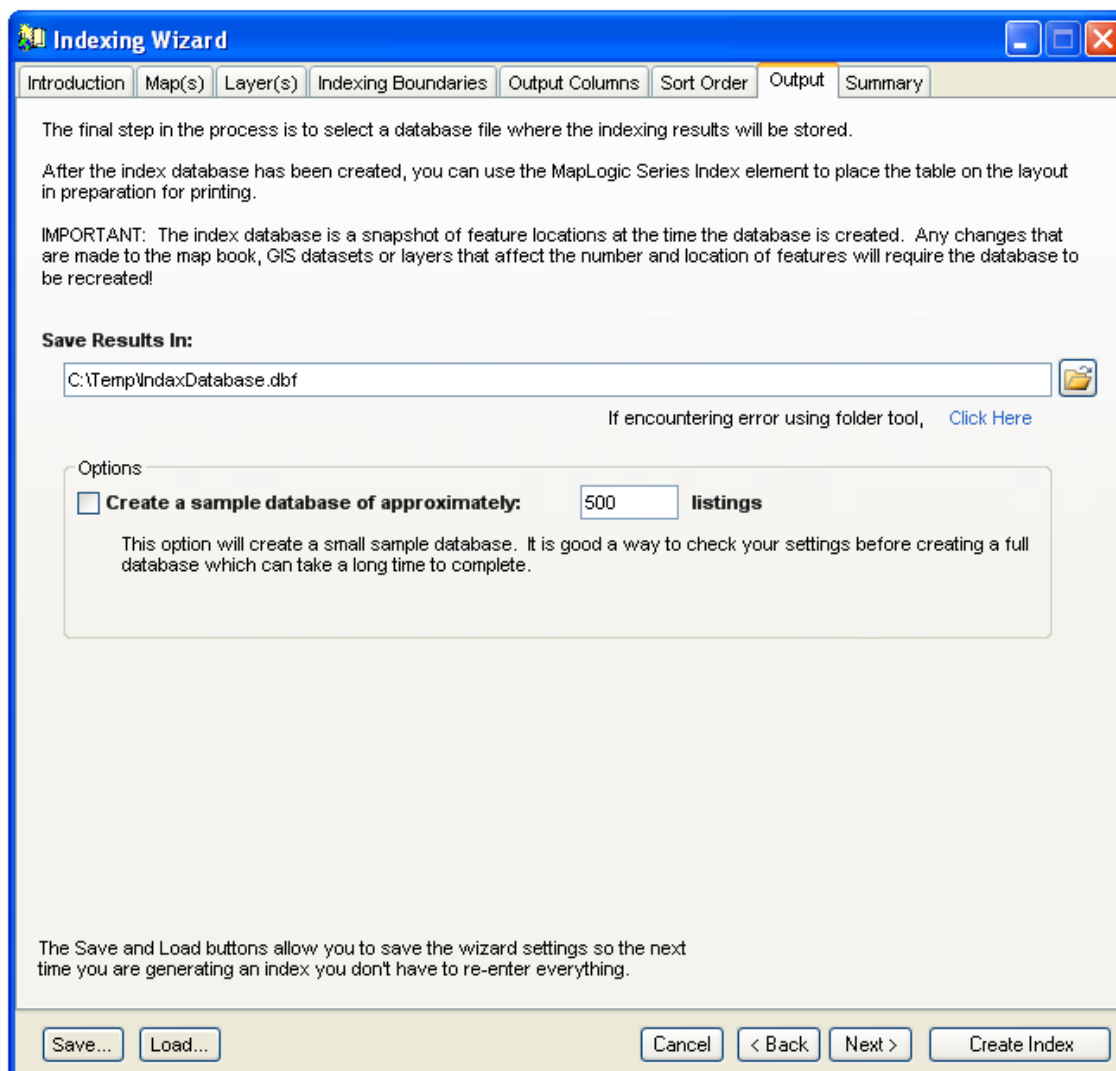 Indexing Wizard
Introduction Map(s) Layer(s) Indexing Boundaries Output Columns Sort Order Output Summary
The final step in the process is to select a database file where the indexing results will be stored.
After the index database has been created, you can use the MapLogic Series Index element to place the table on the layout
in preparation for printing.
IMPORTANT: The index database is a snapshot of feature locations at the time the database is created. Any changes that
are made to the map book, GIS datasets or layers that affect the number and location of features will require the database to
be recreated!
Save Results In:
C:\Temp\IndaxDatabase.dbf
If encountering error using folder tool, Click Here
Options
Create a sample database of approximately: 500 listings
This option will create a small sample database. It is good a way to check your settings before creating a full
database which can take a long time to complete.
The Save and Load buttons allow you to save the wizard settings so the next
time you are generating an index you don't have to re-enter everything.
Save... Load... Cancel < Back Next > Create Index